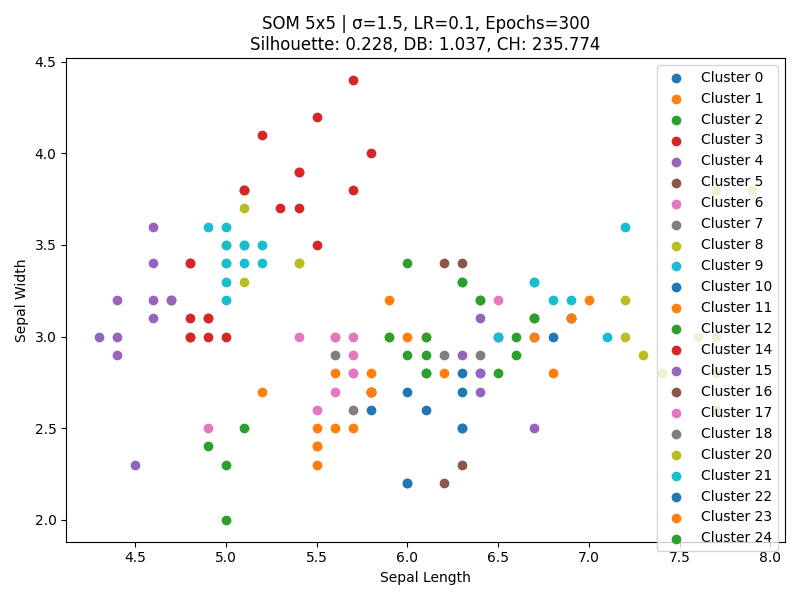 SOM 5x5 | σ=1.5, LR=0.1, Epochs=300
Silhouette: 0.228, DB: 1.037, CH: 235.774
4.5
4.0
3.5
3.0
2.5
2.0
Sepal Width
4.5 5.0 5.5 6.0 6.5 7.0 7.5 8.0
Sepal Length
Cluster 0
Cluster 1
Cluster 2
Cluster 3
Cluster 4
Cluster 5
Cluster 6
Cluster 7
Cluster 8
Cluster 9
Cluster 10
Cluster 11
Cluster 12
Cluster 14
Cluster 15
Cluster 16
Cluster 17
Cluster 18
Cluster 20
Cluster 21
Cluster 22
Cluster 23
Cluster 24